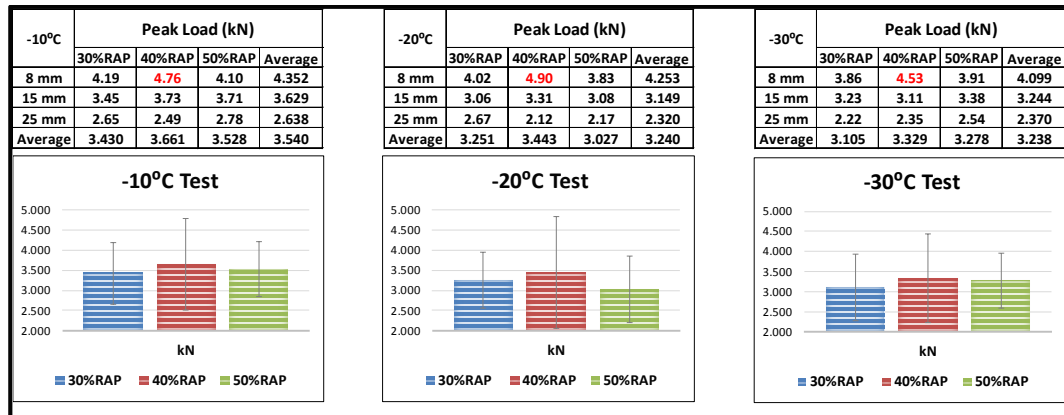 -10°C Peak Load (kN)
30%RAP 40%RAP 50%RAP Average
8 mm 4.19 4.76 4.10 4.352
15 mm 3.45 3.73 3.71 3.629
25 mm 2.65 2.49 2.78 2.638
Average 3.430 3.661 3.528 3.540
-20°C Peak Load (kN)
30%RAP 40%RAP 50%RAP Average
8 mm 4.02 4.90 3.83 4.253
15 mm 3.06 3.31 3.08 3.149
25 mm 2.67 2.12 2.17 2.320
Average 3.251 3.443 3.027 3.240
-30°C Peak Load (kN)
30%RAP 40%RAP 50%RAP Average
8 mm 3.86 4.53 3.91 4.099
15 mm 3.23 3.11 3.38 3.244
25 mm 2.22 2.35 2.54 2.370
Average 3.105 3.329 3.278 3.238
-10°C Test
5.000
4.500
4.000
3.500
3.000
2.500
2.000
kN
30%RAP 40%RAP 50%RAP
-20°C Test
5.000
4.500
4.000
3.500
3.000
2.500
2.000
kN
30%RAP 40%RAP 50%RAP
-30°C Test
5.000
4.500
4.000
3.500
3.000
2.500
2.000
kN
30%RAP 40%RAP 50%RAP